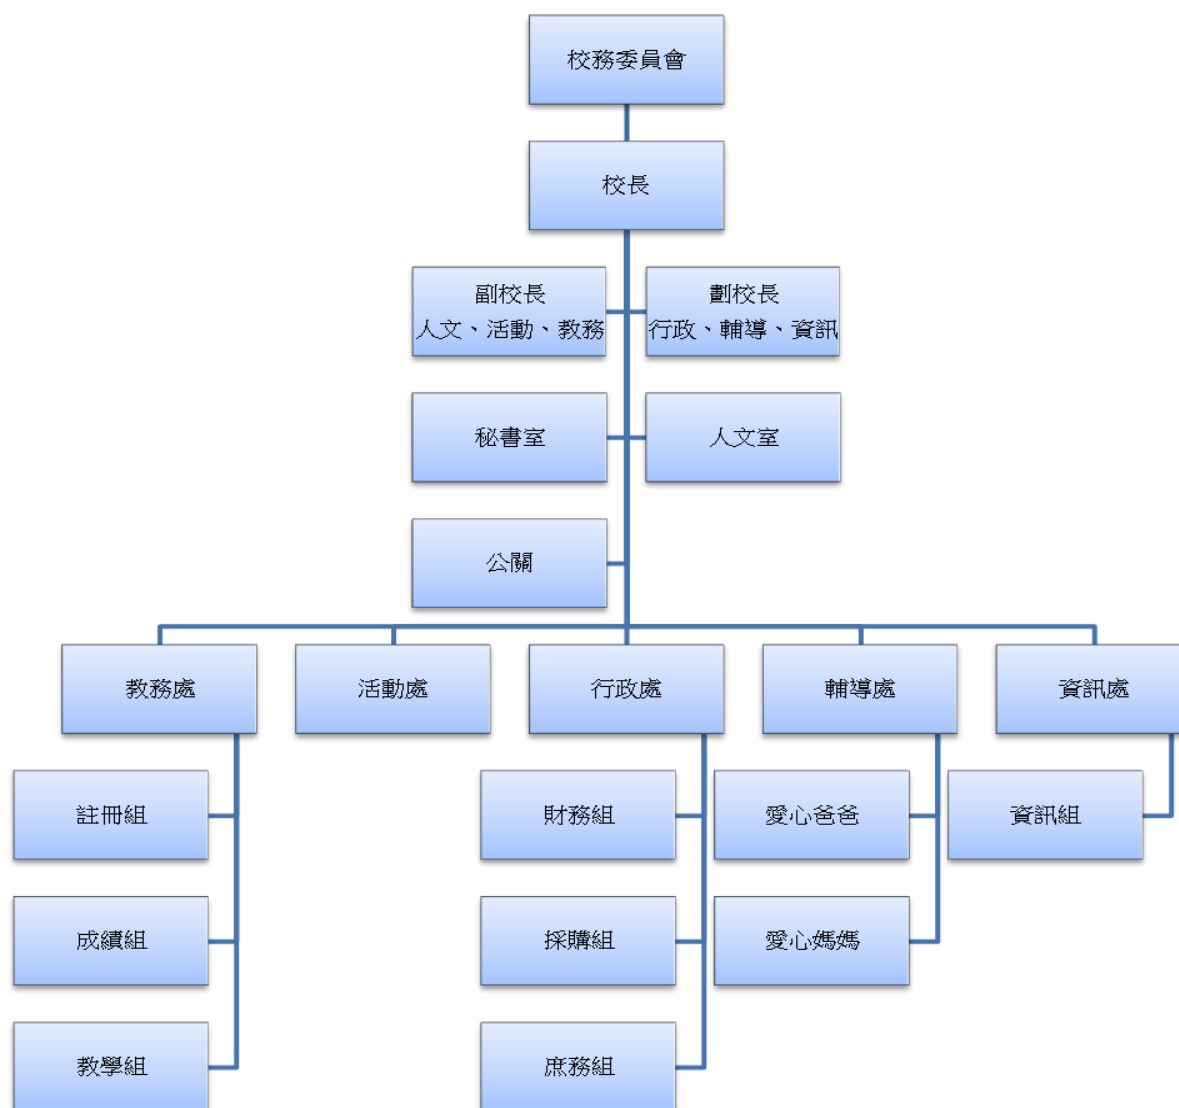 校務委員會
校長
副校長
人文、活動、教務
劃校長
行政、輔導、資訊
秘書室
人文室
公關
教務處
活動處
行政處
輔導處
資訊處
註冊組
財務組
愛心爸爸
資訊組
成績組
採購組
愛心媽媽
教學組
庶務組